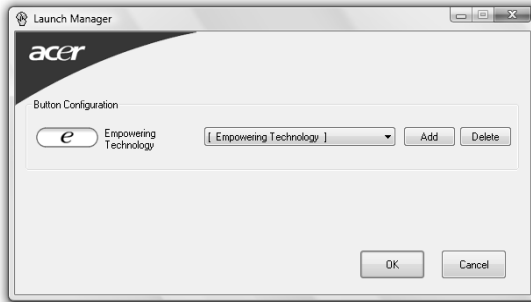 Launch Manager
acer
Button Configuration
e
Empowering
Technology
[ Empowering Technology ]
Add
Delete
OK
Cancel